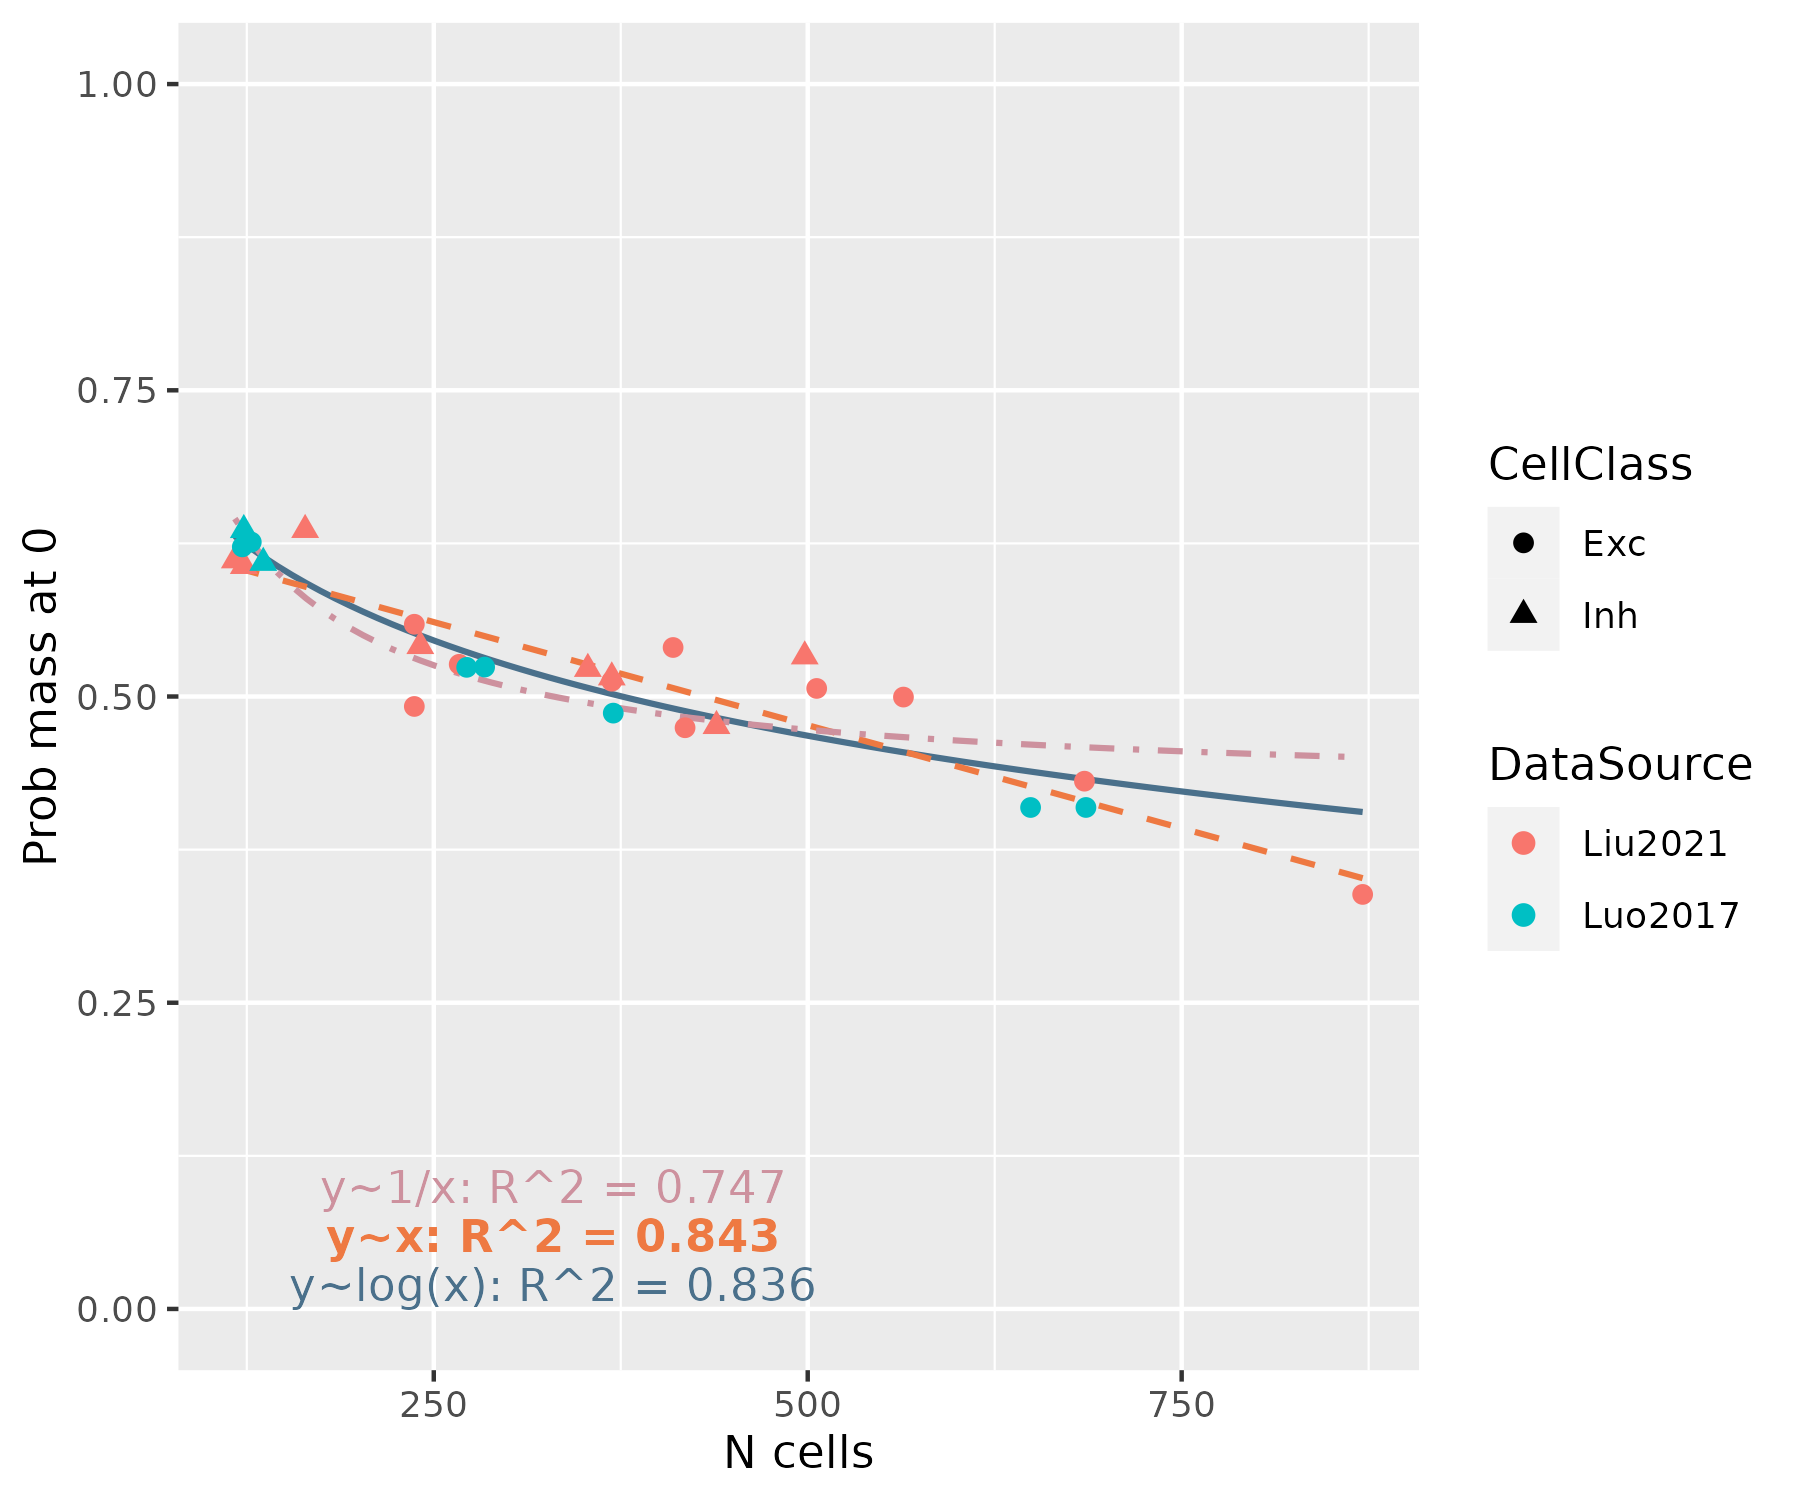 1.00
0.75
0.50
0.25
0.00
Prob mass at 0
y~1/x: R^2 = 0.747
y~x: R^2 = 0.843
y~log(x): R^2 = 0.836
250 500 750
N cells
CellClass
Exc
Inh
DataSource
Liu2021
Luo2017